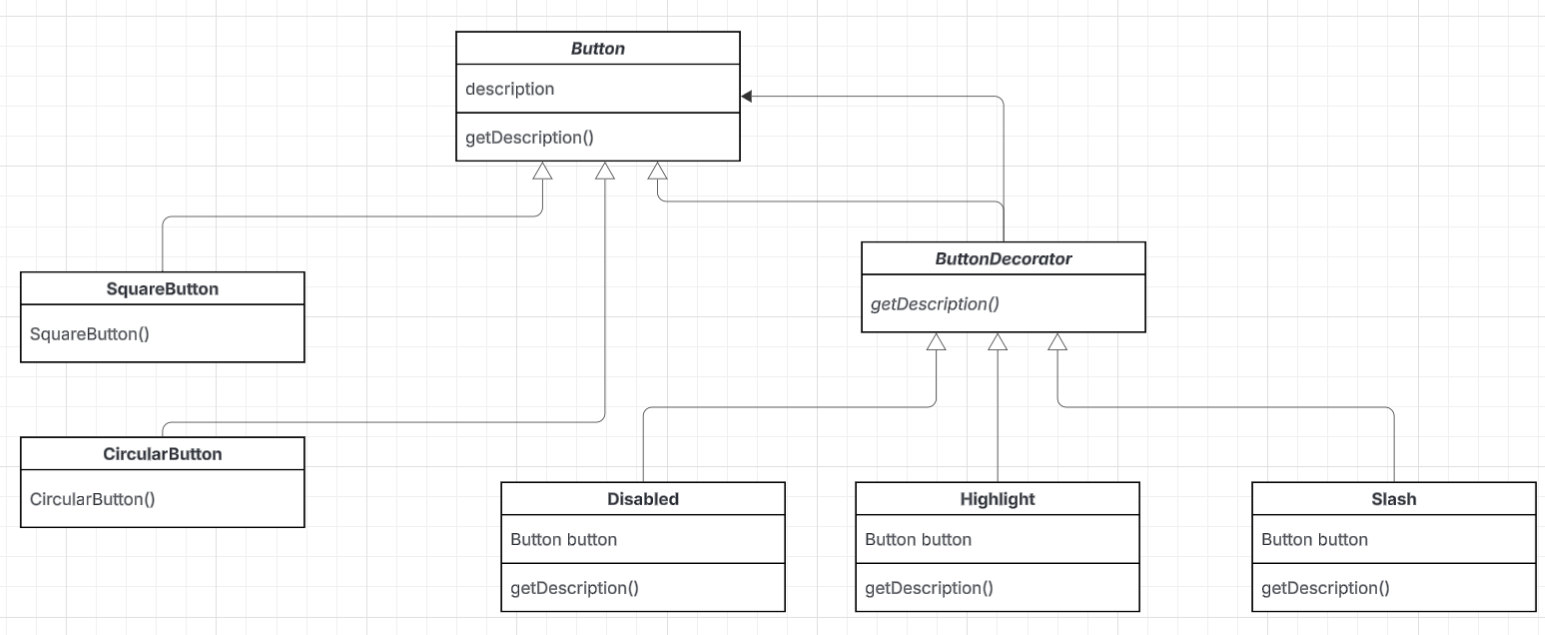 Button
description
getDescription()
ButtonDecorator
getDescription()
SquareButton
SquareButton()
CircularButton
CircularButton()
Disabled
Button button
getDescription()
Highlight
Button button
getDescription()
Slash
Button button
getDescription()